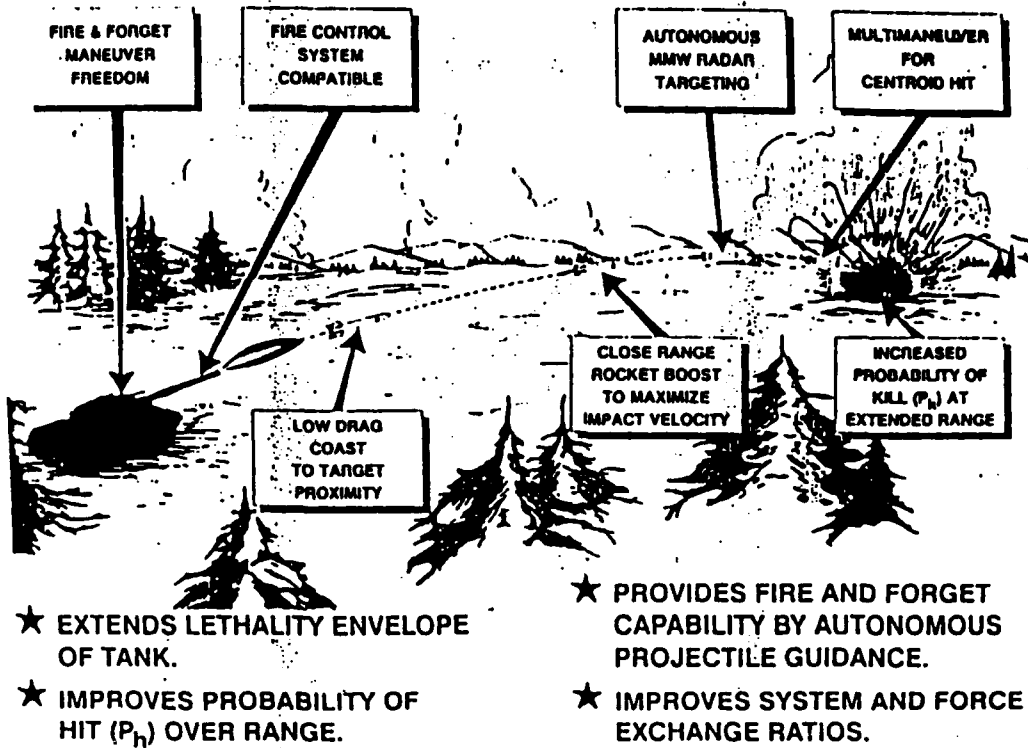 FIRE & FORGET
MANEUVER
FREEDOM
FIRE CONTROL
SYSTEM
COMPATIBLE
AUTONOMOUS
MMW RADAR
TARGETING
MULTIMANEUVER
FOR
CENTROID HIT
LOW DRAG
COAST
TO TARGET
PROXIMITY
CLOSE RANGE
ROCKET BOOST
TO MAXIMIZE
IMPACT VELOCITY
INCREASED
PROBABILITY OF
KILL (Ph) AT
EXTENDED RANGE
★ EXTENDS LETHALITY ENVELOPE
OF TANK.
★ IMPROVES PROBABILITY OF
HIT (Ph) OVER RANGE.
★ PROVIDES FIRE AND FORGET
CAPABILITY BY AUTONOMOUS
PROJECTILE GUIDANCE.
★ IMPROVES SYSTEM AND FORCE
EXCHANGE RATIOS.